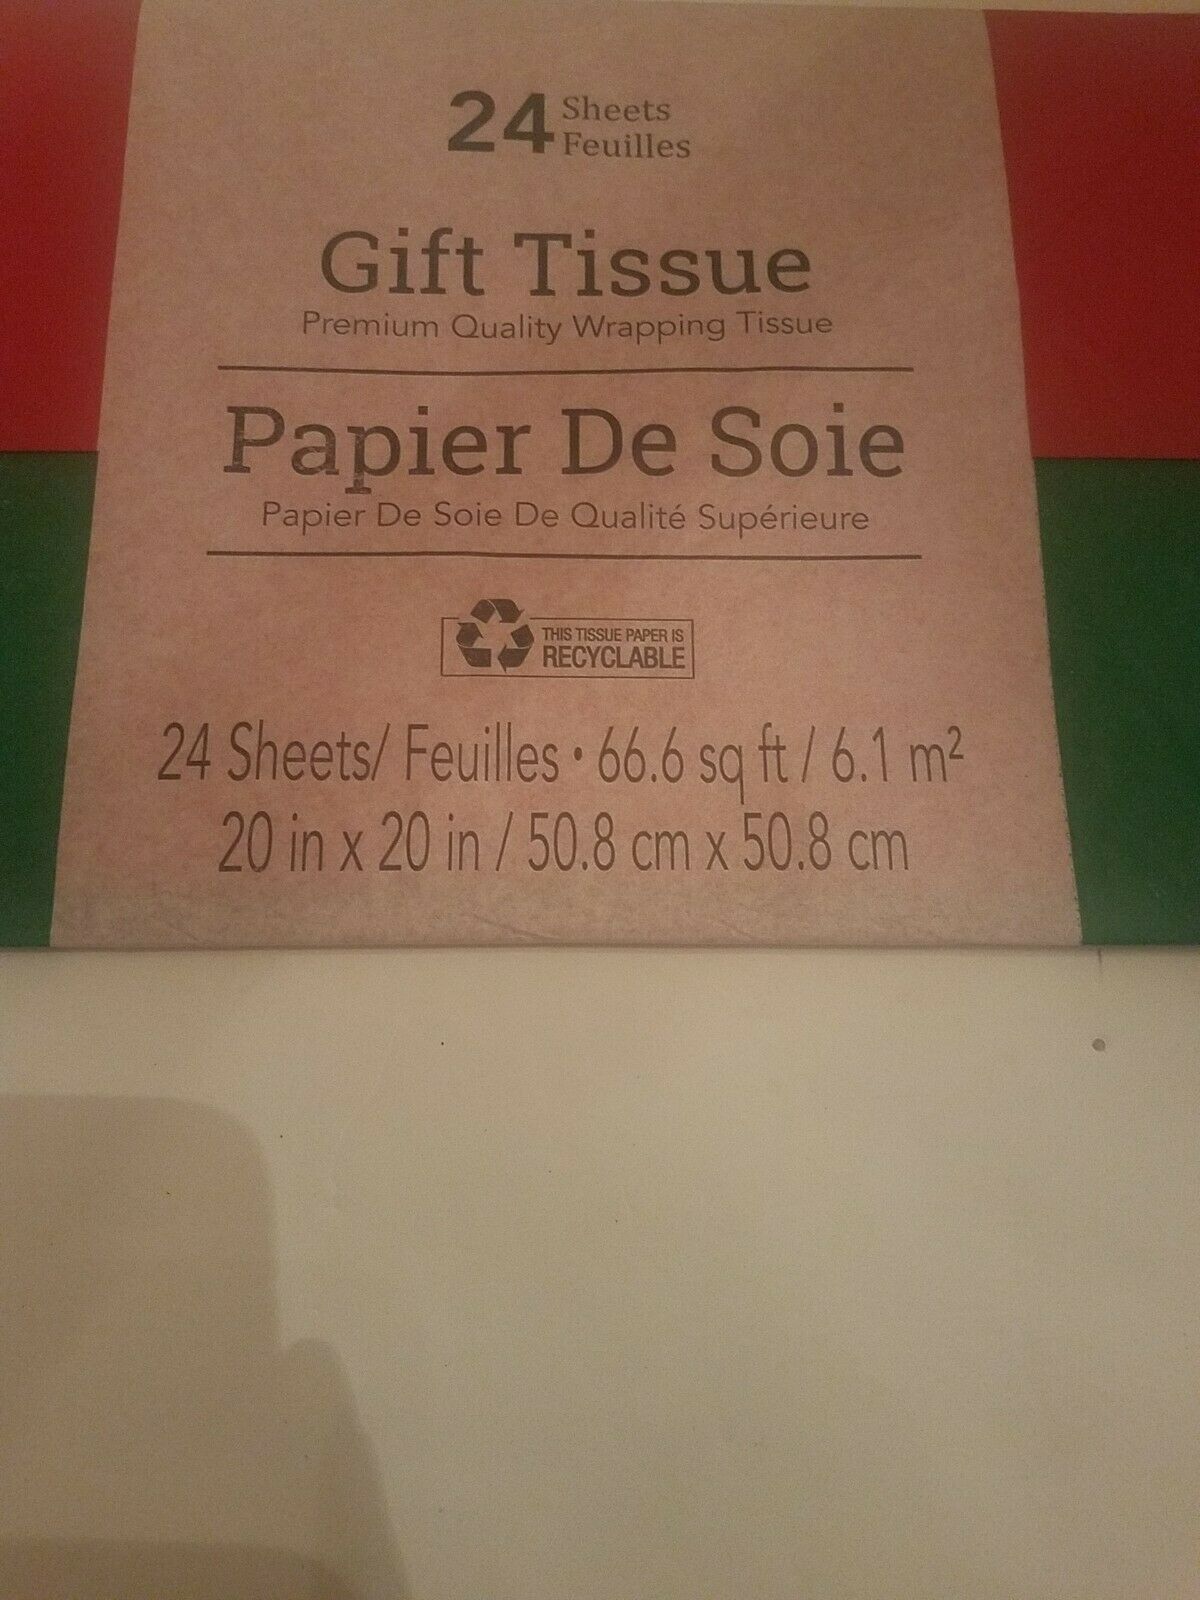 24 Sheets
Feuilles
Gift Tissue
Premium Quality Wrapping Tissue
Papier De Soie
Papier De Soie De Qualité Supérieure
THIS TISSUE PAPER IS
RECYCLABLE
24 Sheets/ Feuilles • 66.6 sq ft / 6.1 m²
20 in x 20 in / 50.8 cm x 50.8 cm